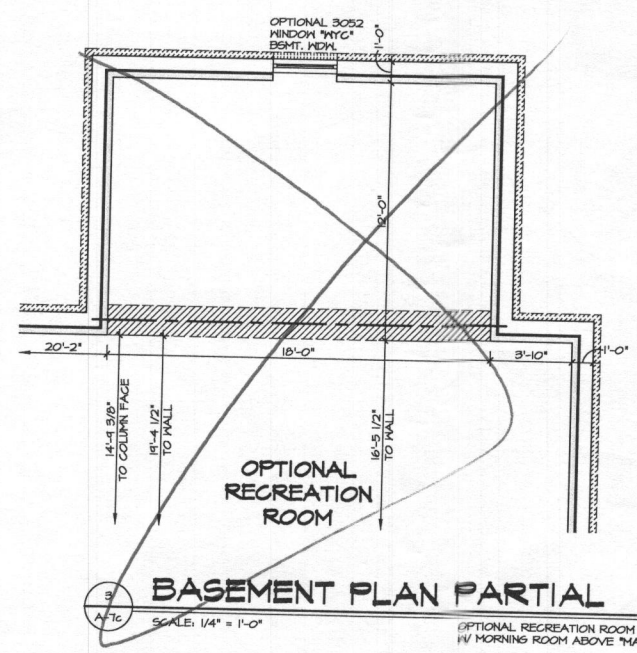 OPTIONAL 3052
WINDOW "WYC"
BSMT. WDW.
1'-0"
12'-0"
20'-2"
18'-0"
3'-10"
1'-0"
14'-9 3/8"
TO COLUMN FACE
19'-4 1/2"
TO WALL
16'-5 1/2"
TO WALL
OPTIONAL
RECREATION
ROOM
3
A-7c
BASEMENT PLAN PARTIAL
SCALE: 1/4" = 1'-0"
OPTIONAL RECREATION ROOM
W/ MORNING ROOM ABOVE "MA